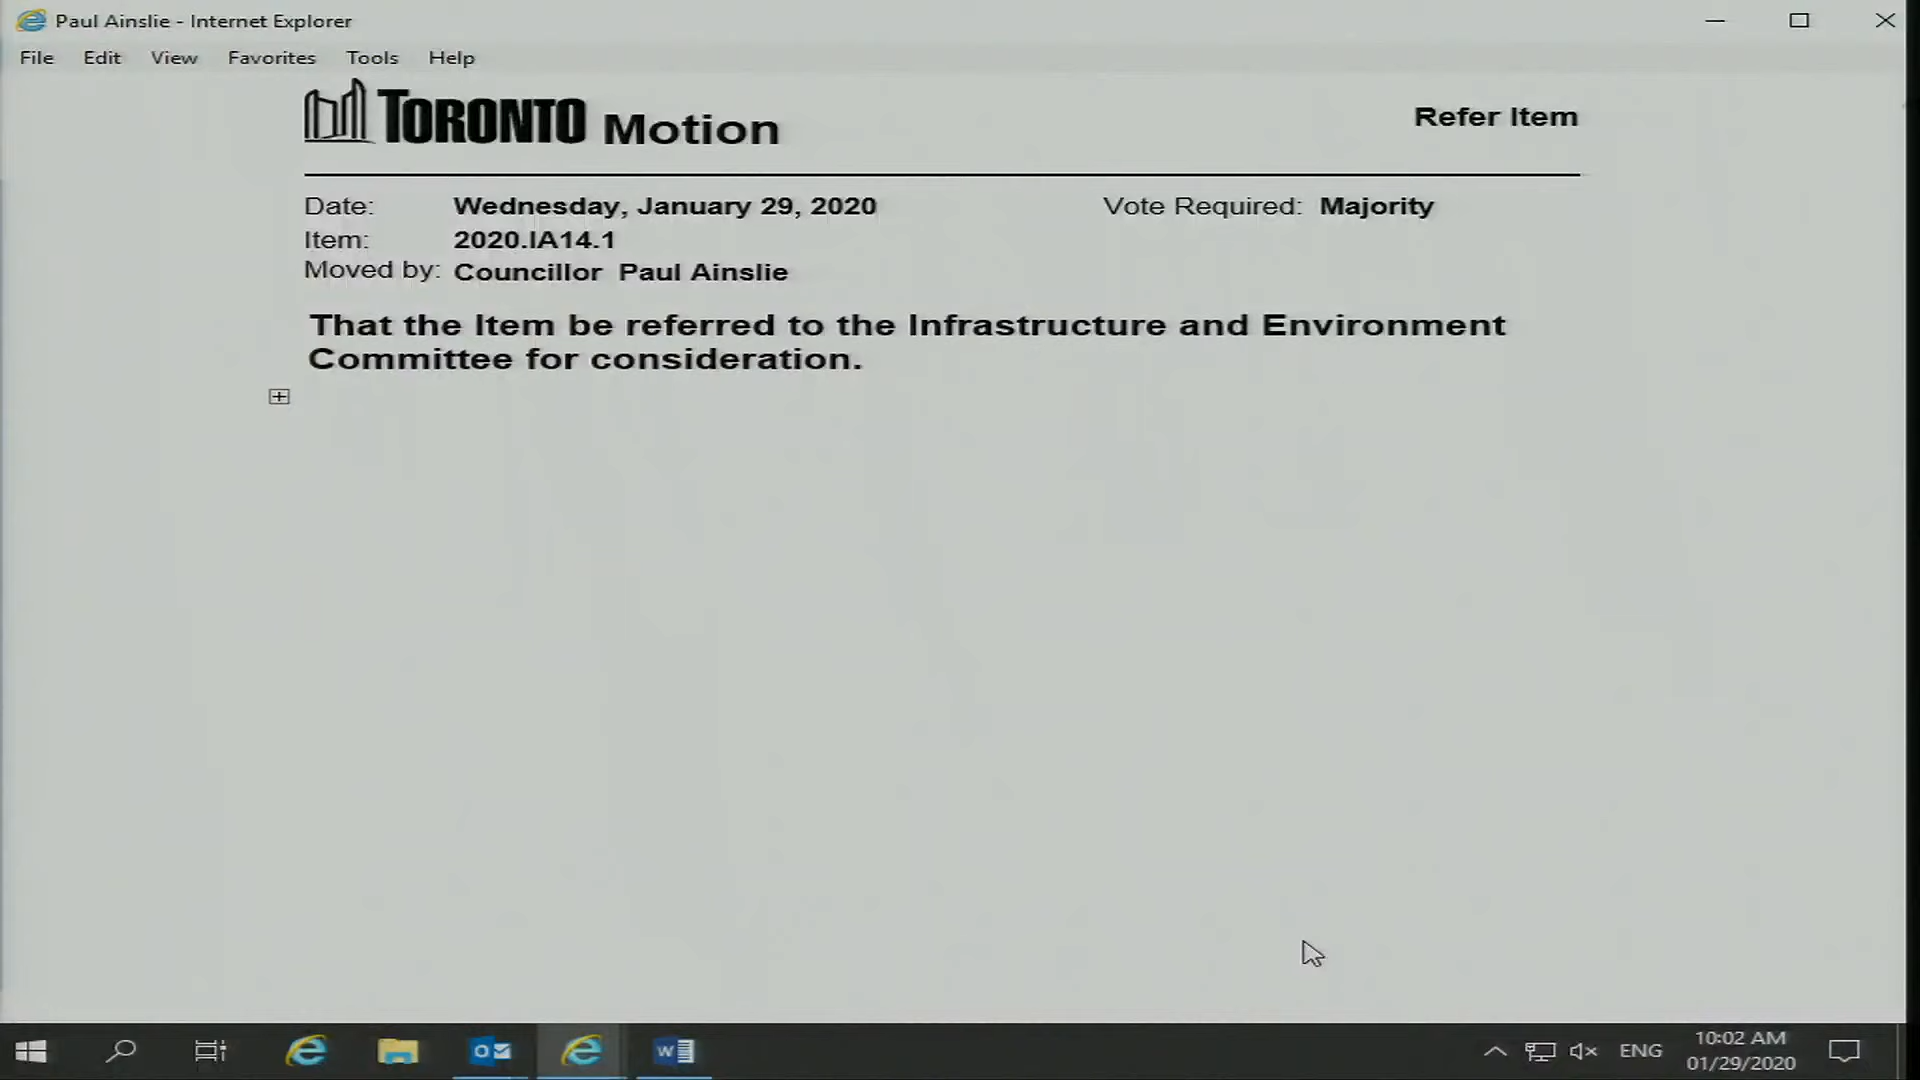 Paul Ainslie - Internet Explorer
File Edit View Favorites Tools Help
TORONTO Motion
Refer Item
Date: Wednesday, January 29, 2020 Vote Required: Majority
Item: 2020.IA14.1
Moved by: Councillor Paul Ainslie
That the Item be referred to the Infrastructure and Environment
Committee for consideration.
ENG
10:02 AM
01/29/2020